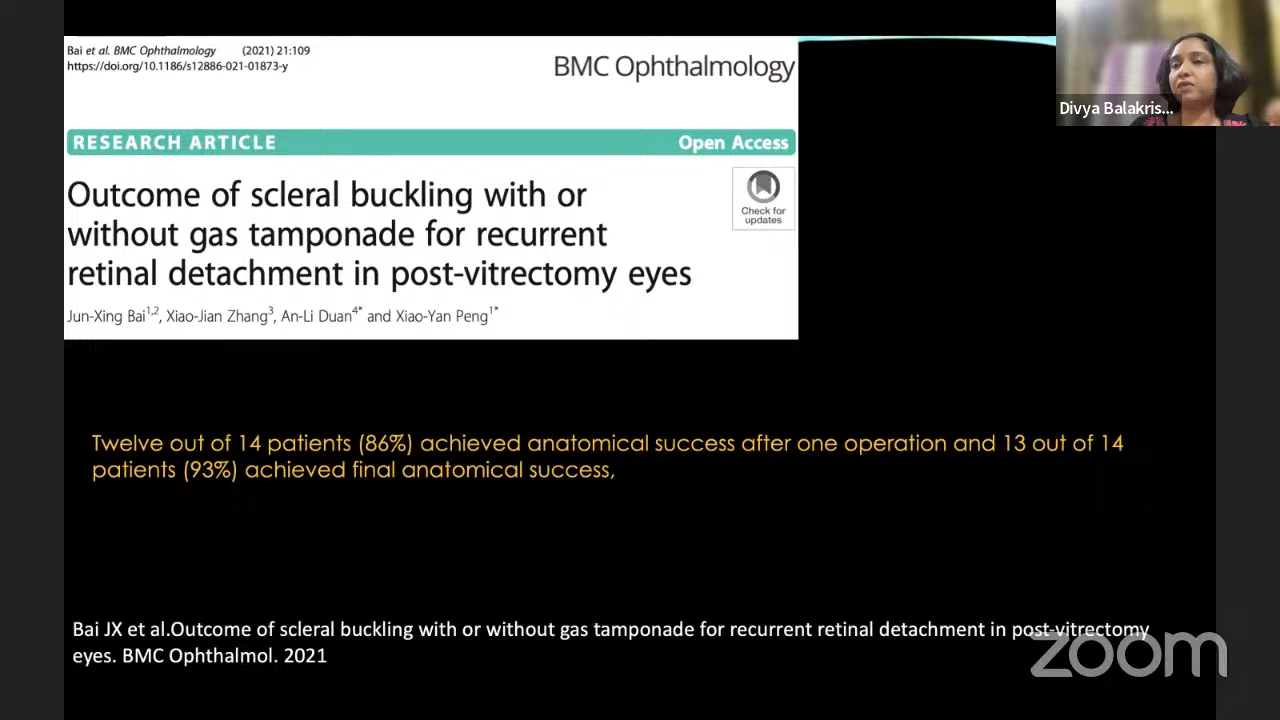 Bai et al. BMC Ophthalmology (2021) 21:109
https://doi.org/10.1186/s12886-021-01873-y
BMC Ophthalmology
Divya Balakris...
RESEARCH ARTICLE
Open Access
Outcome of scleral buckling with or
without gas tamponade for recurrent
retinal detachment in post-vitrectomy eyes
Check for
updates
Jun-Xing Bai1,2, Xiao-Jian Zhang3, An-Li Duan4* and Xiao-Yan Peng1*
Twelve out of 14 patients (86%) achieved anatomical success after one operation and 13 out of 14
patients (93%) achieved final anatomical success,
Bai JX et al.Outcome of scleral buckling with or without gas tamponade for recurrent retinal detachment in post-vitrectomy
eyes. BMC Ophthalmol. 2021
zoom